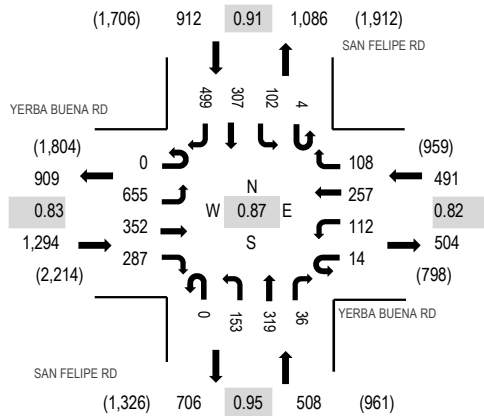 (1,706) 912 0.91 1,086 (1,912)
SAN FELIPE RD
499 307 102 4
YERBA BUENA RD
(1,804) 0 108 (959)
909 655 N 257 491
0.83 W 0.87 E 0.82
1,294 352 S 112 504
(2,214) 287 14 (798)
0 153 319 36
YERBA BUENA RD
SAN FELIPE RD
(1,326) 706 0.95 508 (961)